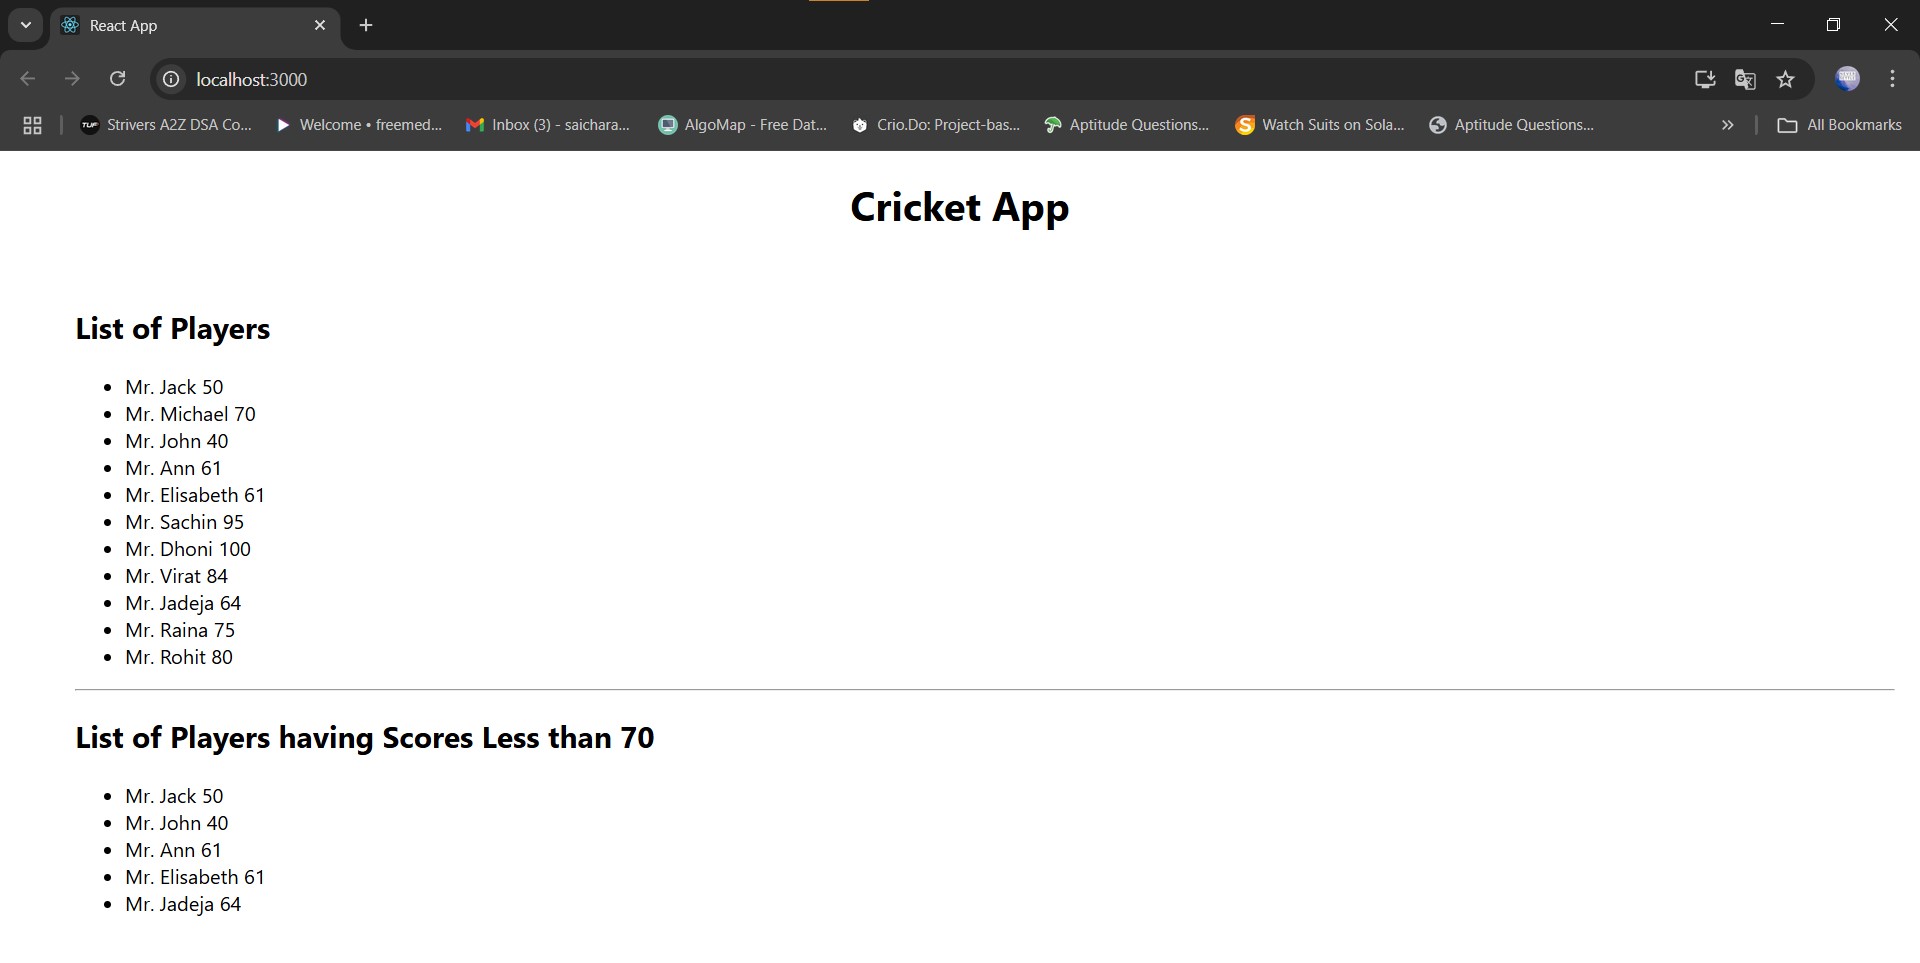 React App
localhost:3000
TUF Strivers A2Z DSA Co... Welcome • freemed... Inbox (3) - saichara... AlgoMap - Free Dat... Crio.Do: Project-bas... Aptitude Questions... S Watch Suits on Sola... Aptitude Questions... » All Bookmarks
Cricket App
List of Players
• Mr. Jack 50
• Mr. Michael 70
• Mr. John 40
• Mr. Ann 61
• Mr. Elisabeth 61
• Mr. Sachin 95
• Mr. Dhoni 100
• Mr. Virat 84
• Mr. Jadeja 64
• Mr. Raina 75
• Mr. Rohit 80
List of Players having Scores Less than 70
• Mr. Jack 50
• Mr. John 40
• Mr. Ann 61
• Mr. Elisabeth 61
• Mr. Jadeja 64